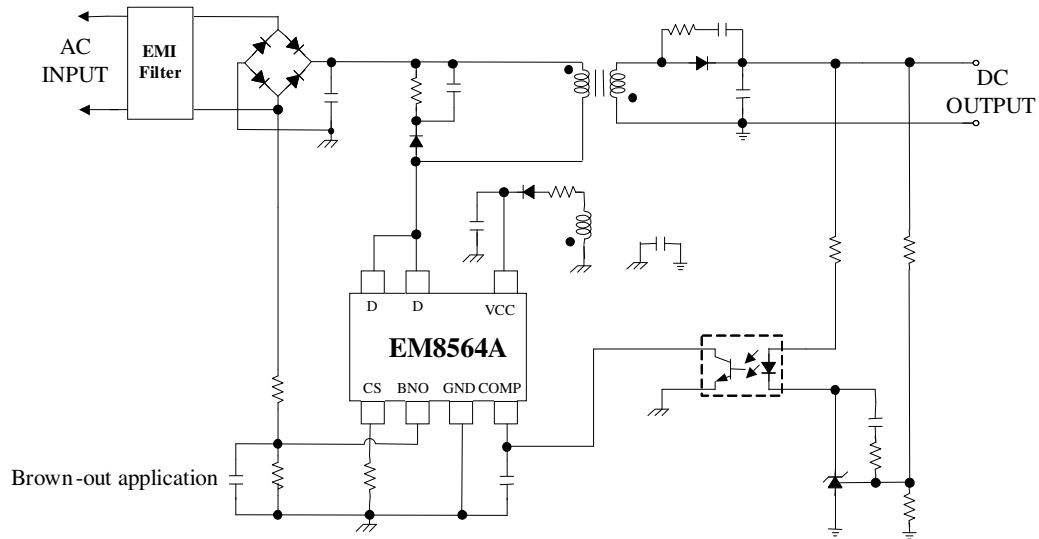 AC
INPUT
EMI
Filter
DC
OUTPUT
D D VCC
EM8564A
CS BNO GND COMP
Brown-out application